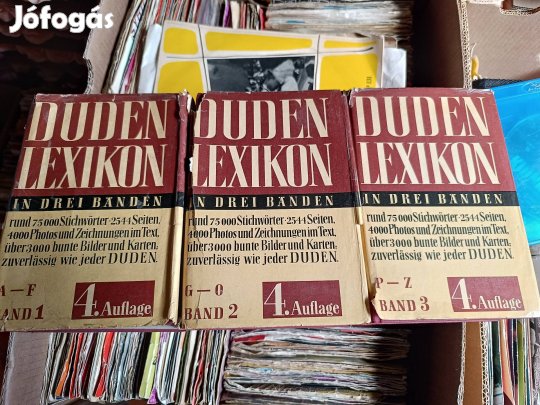 Jófogás
DUDEN
LEXIKON
IN DREI BÄNDEN
rund 75000 Stichwörter·2544 Seiten,
4000 Photos und Zeichnungen im Text,
über 3000 bunte Bilder und Karten;
zuverlässig wie jeder DUDEN.
A–F
BAND 1
4. Auflage
DUDEN
LEXIKON
IN DREI BÄNDEN
rund 75000 Stichwörter·2544 Seiten,
4000 Photos und Zeichnungen im Text,
über 3000 bunte Bilder und Karten;
zuverlässig wie jeder DUDEN.
G–O
BAND 2
4. Auflage
DUDEN
LEXIKON
IN DREI BÄNDEN
rund 75000 Stichwörter·2544 Seiten,
4000 Photos und Zeichnungen im Text,
über 3000 bunte Bilder und Karten;
zuverlässig wie jeder DUDEN.
P–Z
BAND 3
4. Auflage